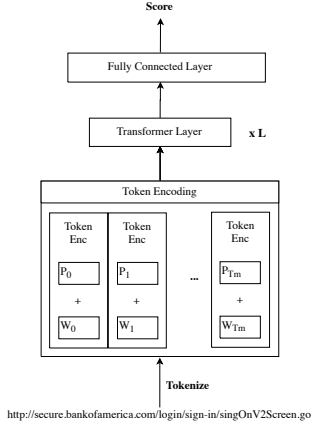 Score
Fully Connected Layer
Transformer Layer
x L
Token Encoding
Token Enc
Token Enc
Token Enc
P0
P1
...
PTm
+
+
+
W0
W1
WTm
Tokenize
http://secure.bankofamerica.com/login/sign-in/singOnV2Screen.go